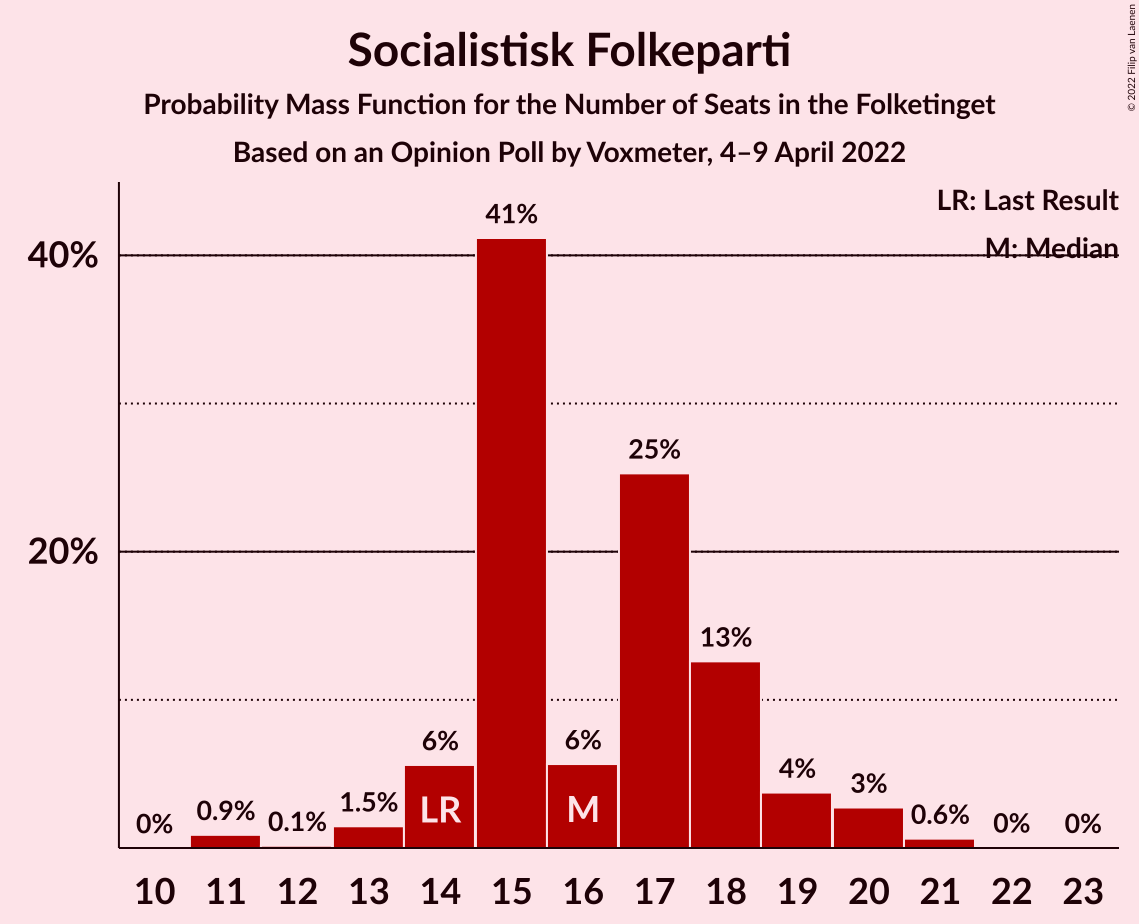 Socialistisk Folkeparti
Probability Mass Function for the Number of Seats in the Folketinget
Based on an Opinion Poll by Voxmeter, 4–9 April 2022
© 2022 Filip van Laenen
LR: Last Result
M: Median
40%
20%
0%
0.9%
0.1%
1.5%
6%
41%
6%
25%
13%
4%
3%
0.6%
0%
0%
LR
M
10 11 12 13 14 15 16 17 18 19 20 21 22 23